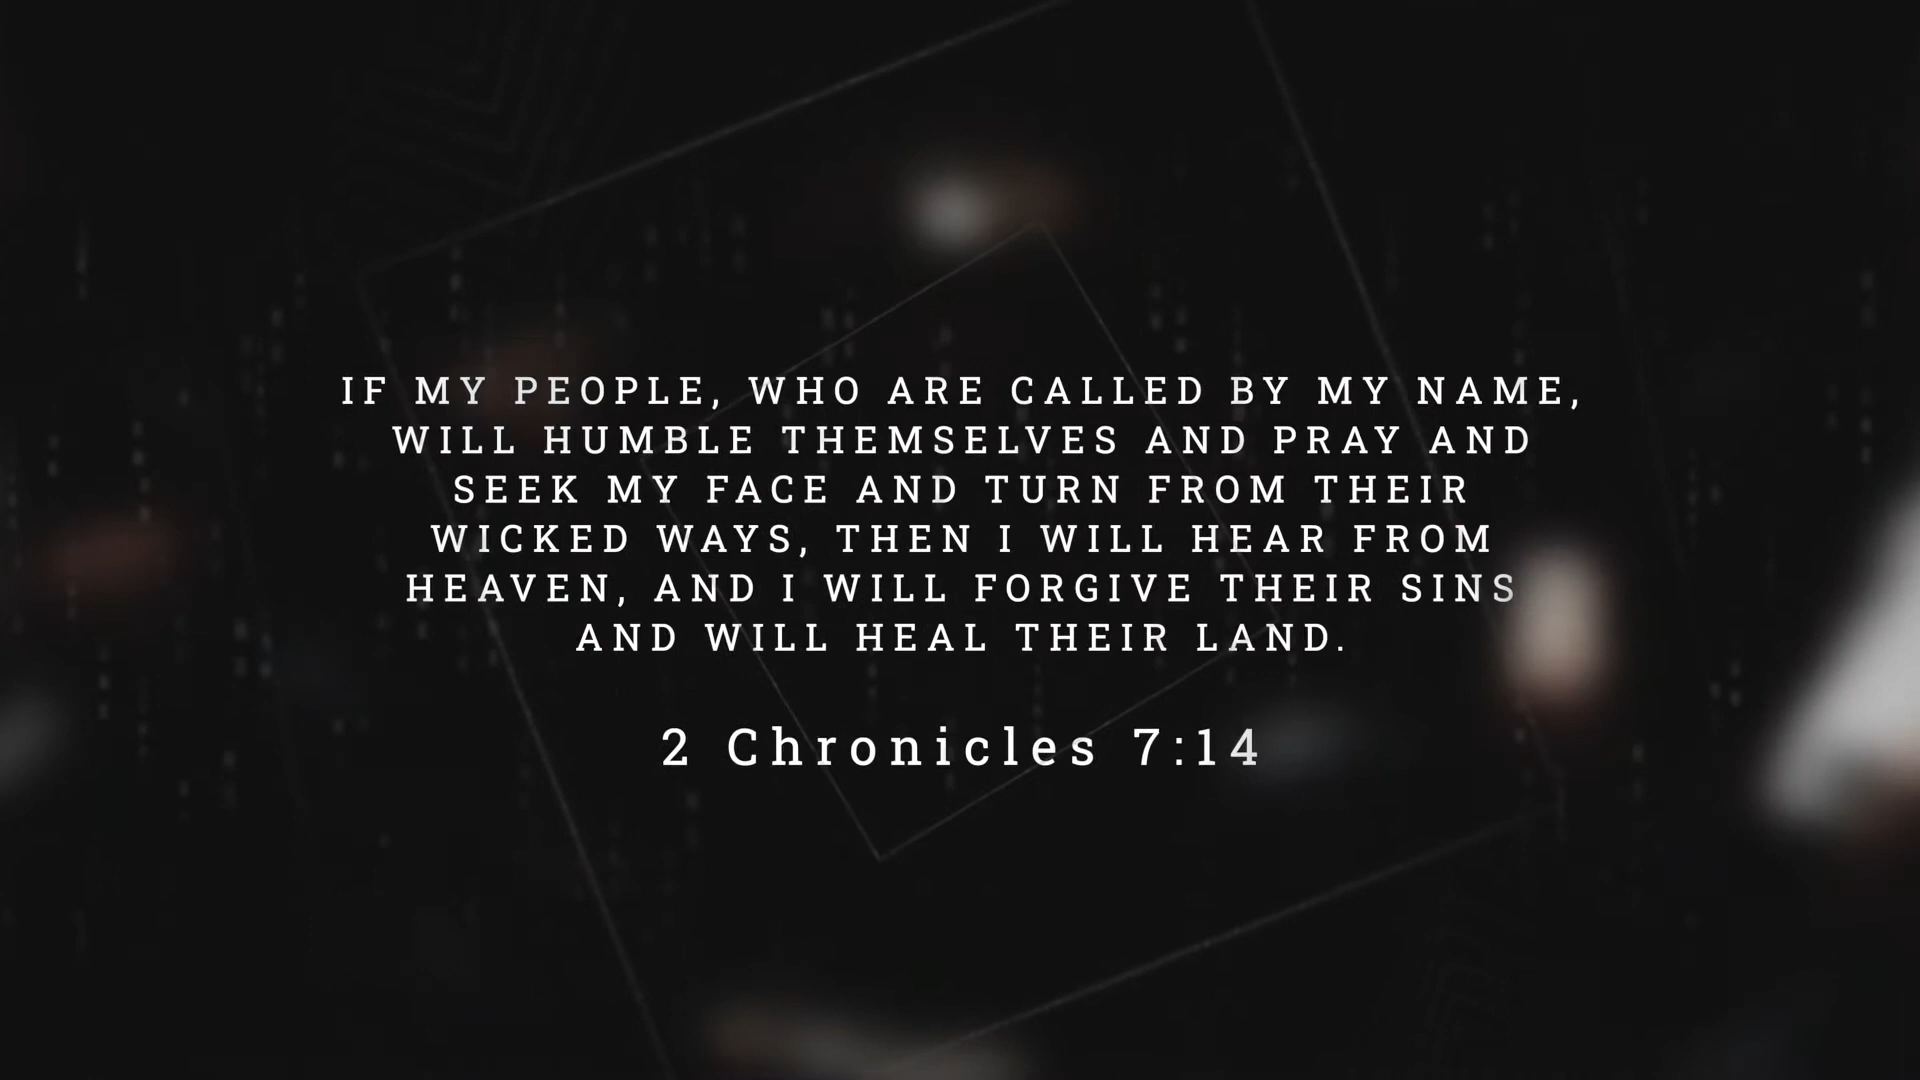 IF MY PEOPLE, WHO ARE CALLED BY MY NAME,
WILL HUMBLE THEMSELVES AND PRAY AND
SEEK MY FACE AND TURN FROM THEIR
WICKED WAYS, THEN I WILL HEAR FROM
HEAVEN, AND I WILL FORGIVE THEIR SINS
AND WILL HEAL THEIR LAND.
2 Chronicles 7:14